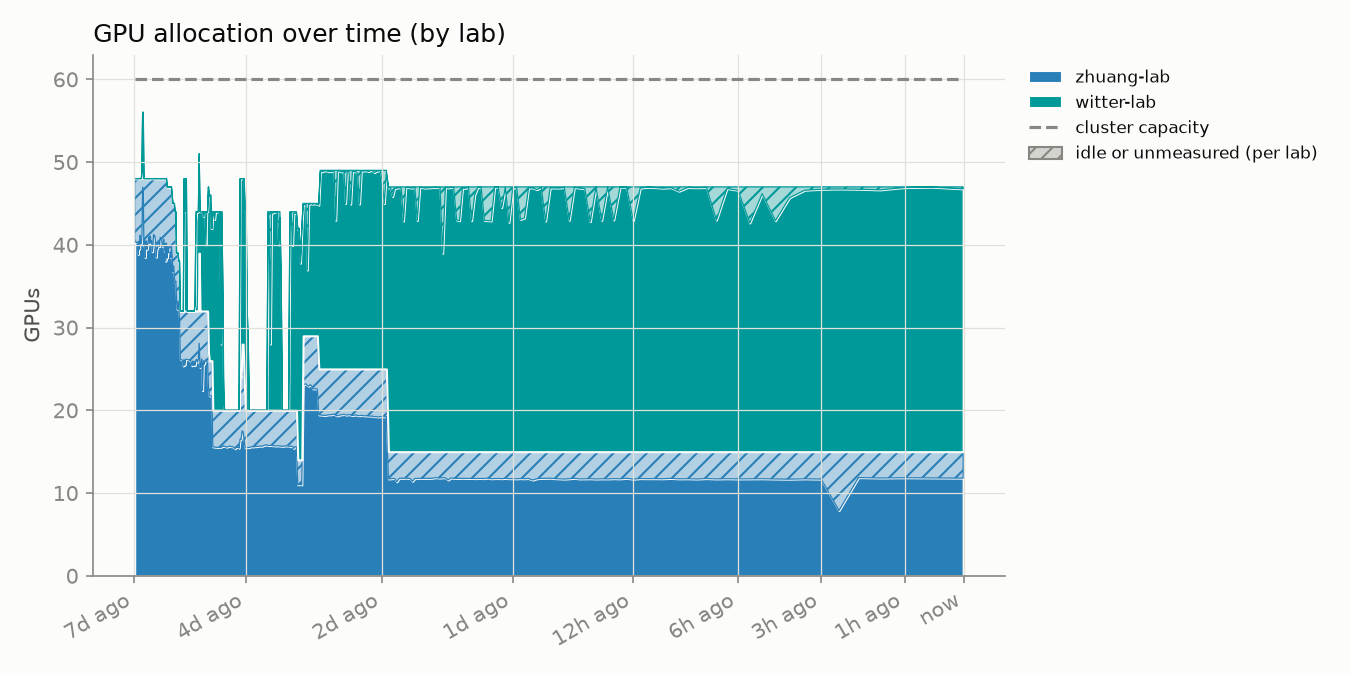 GPU allocation over time (by lab)
60
50
40
30
20
10
0
GPUs
7d ago
4d ago
2d ago
1d ago
12h ago
6h ago
3h ago
1h ago
now
zhuang-lab
witter-lab
cluster capacity
idle or unmeasured (per lab)